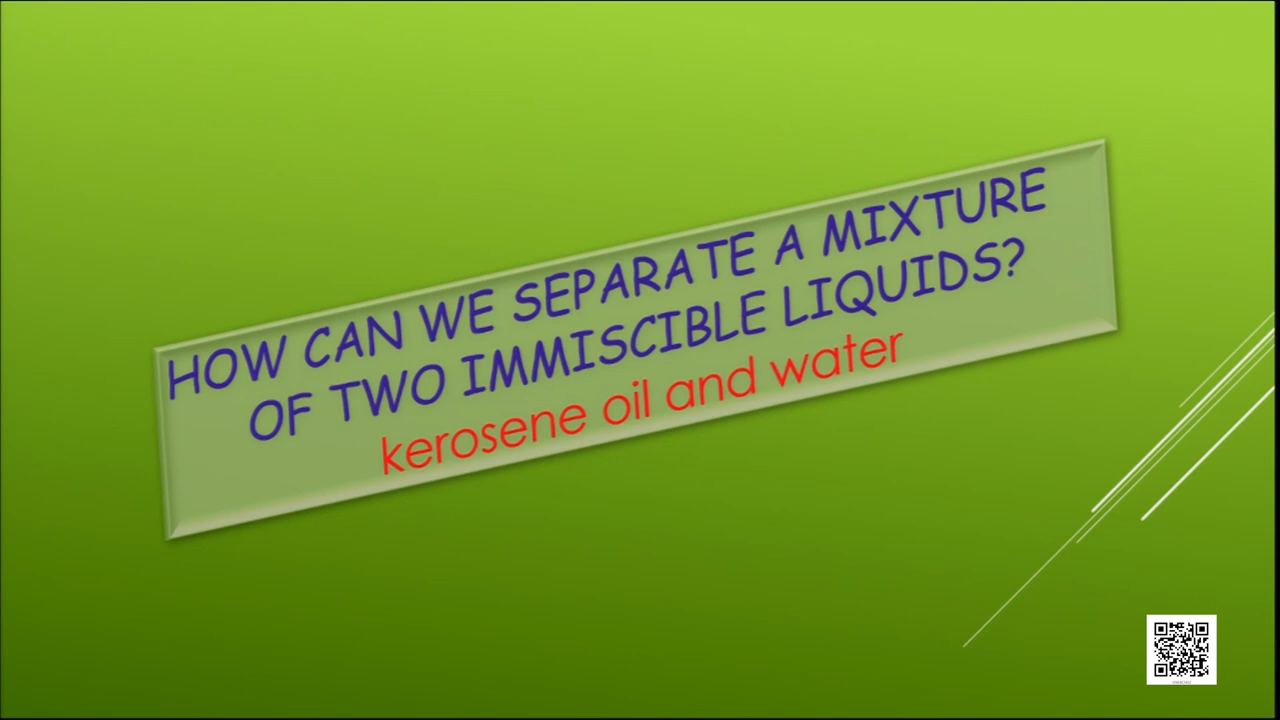 HOW CAN WE SEPARATE A MIXTURE
OF TWO IMMISCIBLE LIQUIDS?
kerosene oil and water